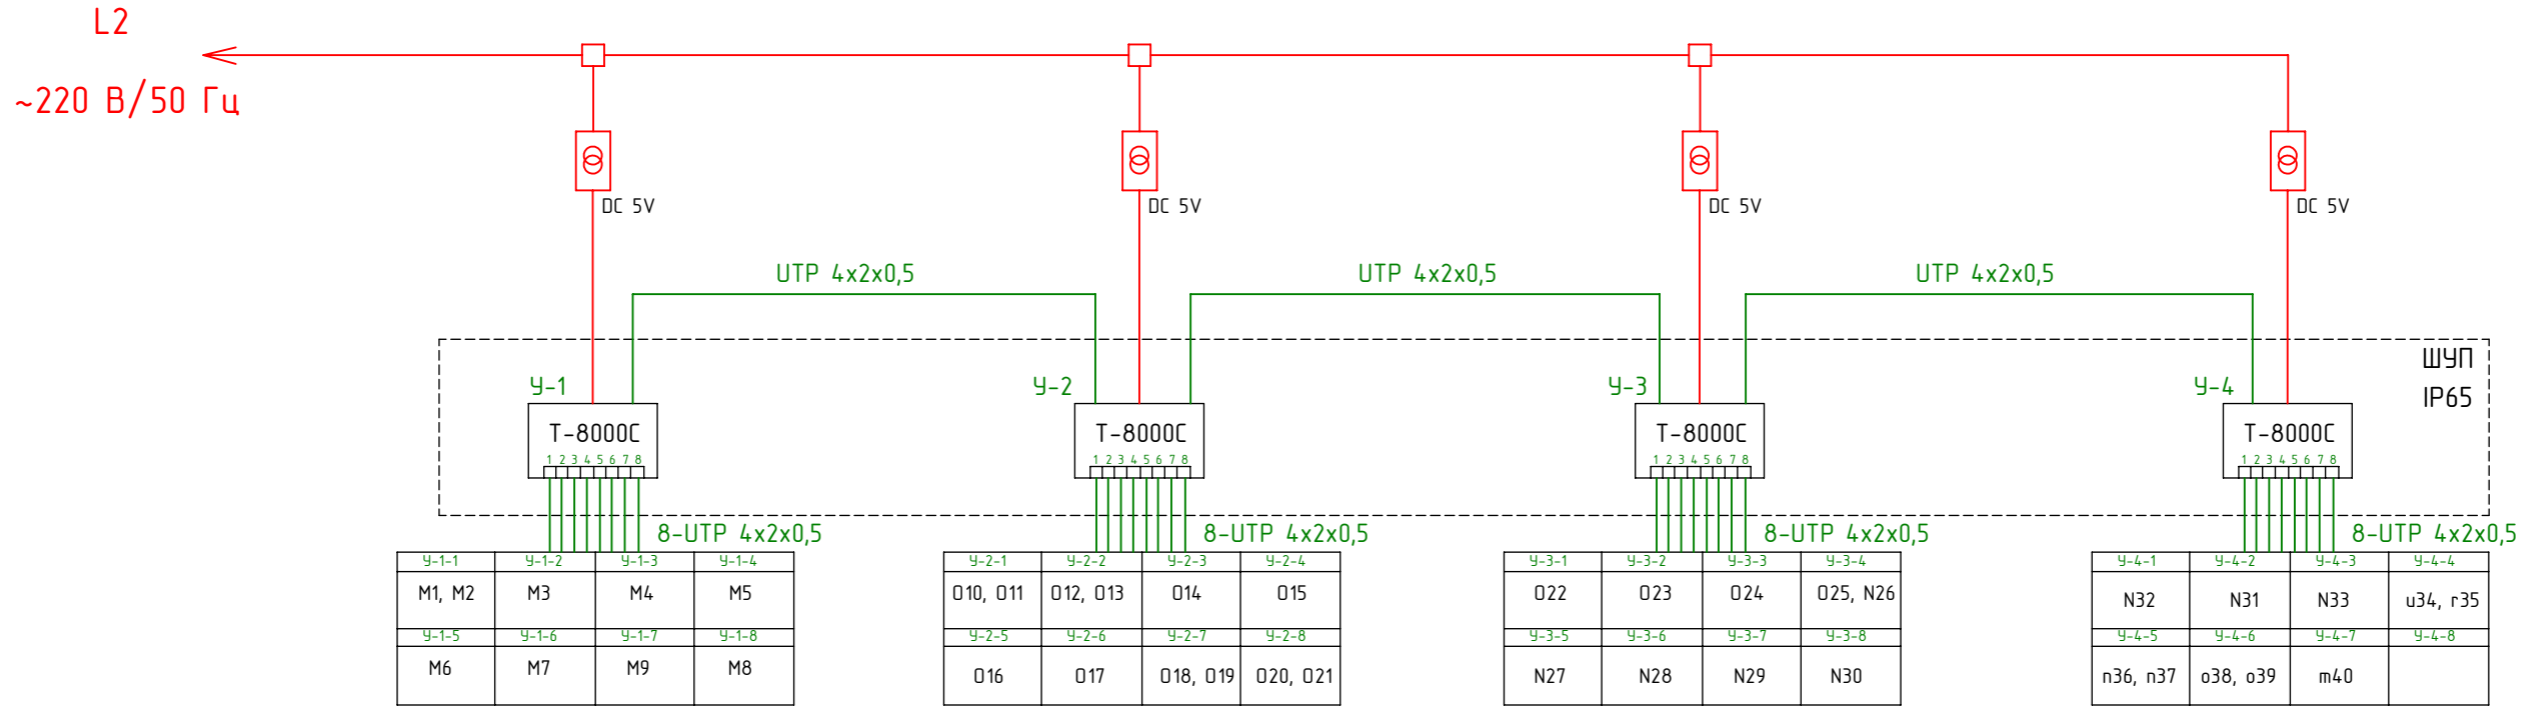 L2
~220 В/50 Гц
DC 5V
DC 5V
DC 5V
DC 5V
UTP 4x2x0,5
UTP 4x2x0,5
UTP 4x2x0,5
ШУП
IP65
У-1
У-2
У-3
У-4
Т-8000С
Т-8000С
Т-8000С
Т-8000С
1 2 3 4 5 6 7 8
1 2 3 4 5 6 7 8
1 2 3 4 5 6 7 8
1 2 3 4 5 6 7 8
8-UTP 4x2x0,5
8-UTP 4x2x0,5
8-UTP 4x2x0,5
8-UTP 4x2x0,5
У-1-1 У-1-2 У-1-3 У-1-4
М1, М2 М3 М4 М5
У-1-5 У-1-6 У-1-7 У-1-8
М6 М7 М9 М8
У-2-1 У-2-2 У-2-3 У-2-4
О10, О11 О12, О13 О14 О15
У-2-5 У-2-6 У-2-7 У-2-8
О16 О17 О18, О19 О20, О21
У-3-1 У-3-2 У-3-3 У-3-4
О22 О23 О24 О25, N26
У-3-5 У-3-6 У-3-7 У-3-8
N27 N28 N29 N30
У-4-1 У-4-2 У-4-3 У-4-4
N32 N31 N33 и34, г35
У-4-5 У-4-6 У-4-7 У-4-8
п36, п37 о38, о39 т40